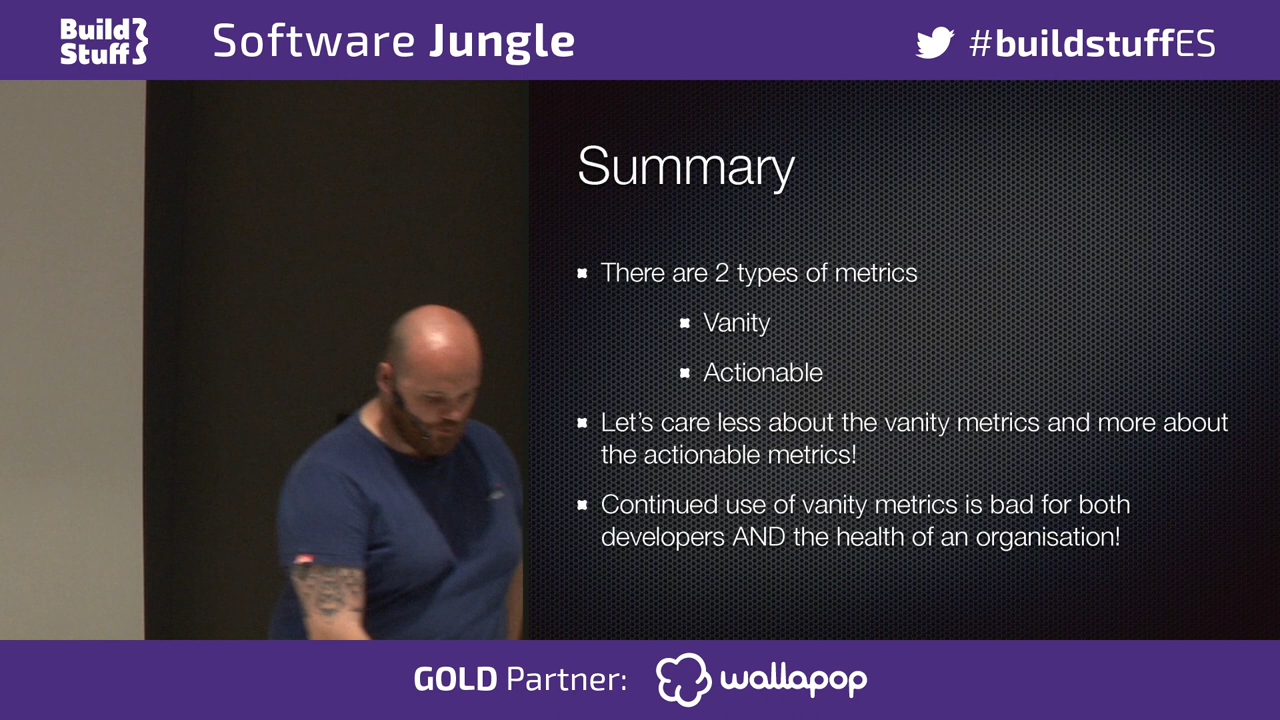 Build
Stuff
Software Jungle
#buildstuffES
Summary
There are 2 types of metrics
Vanity
Actionable
Let's care less about the vanity metrics and more about
the actionable metrics!
Continued use of vanity metrics is bad for both
developers AND the health of an organisation!
GOLD Partner:
wallapop